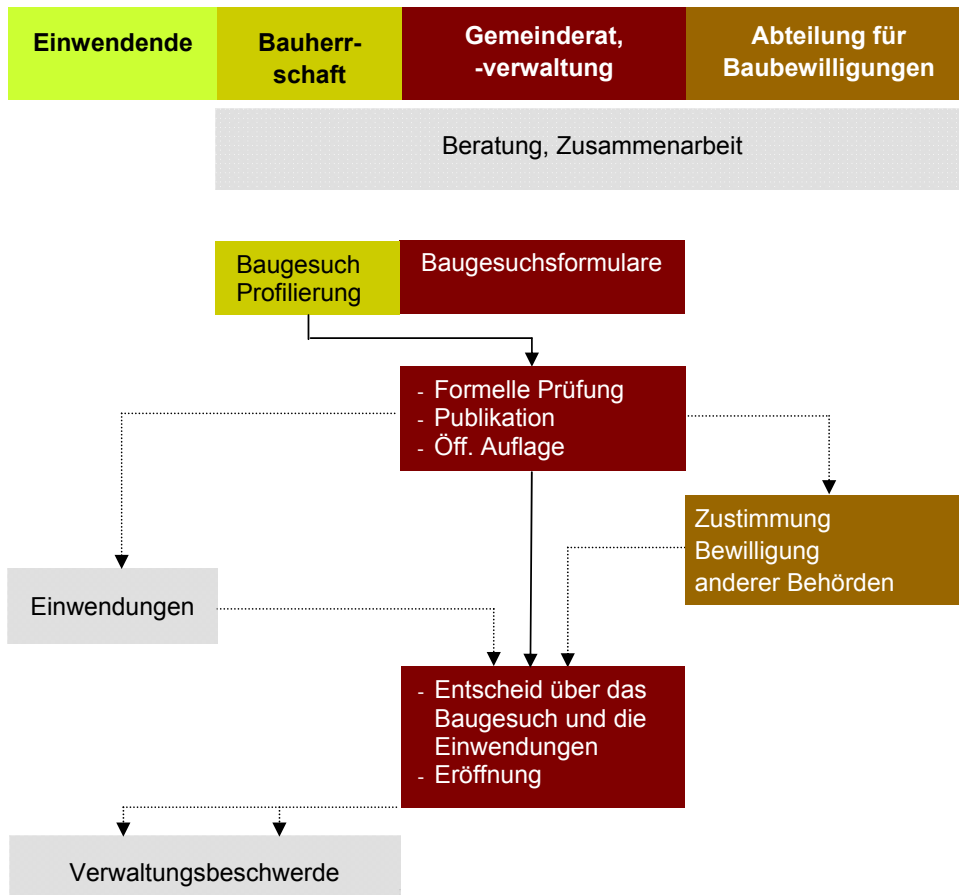 Einwendende
Bauherr-
schaft
Gemeinderat,
-verwaltung
Abteilung für
Baubewilligungen
Beratung, Zusammenarbeit
Baugesuch
Profilierung
Baugesuchsformulare
- Formelle Prüfung
- Publikation
- Öff. Auflage
Zustimmung
Bewilligung
anderer Behörden
Einwendungen
- Entscheid über das
Baugesuch und die
Einwendungen
- Eröffnung
Verwaltungsbeschwerde